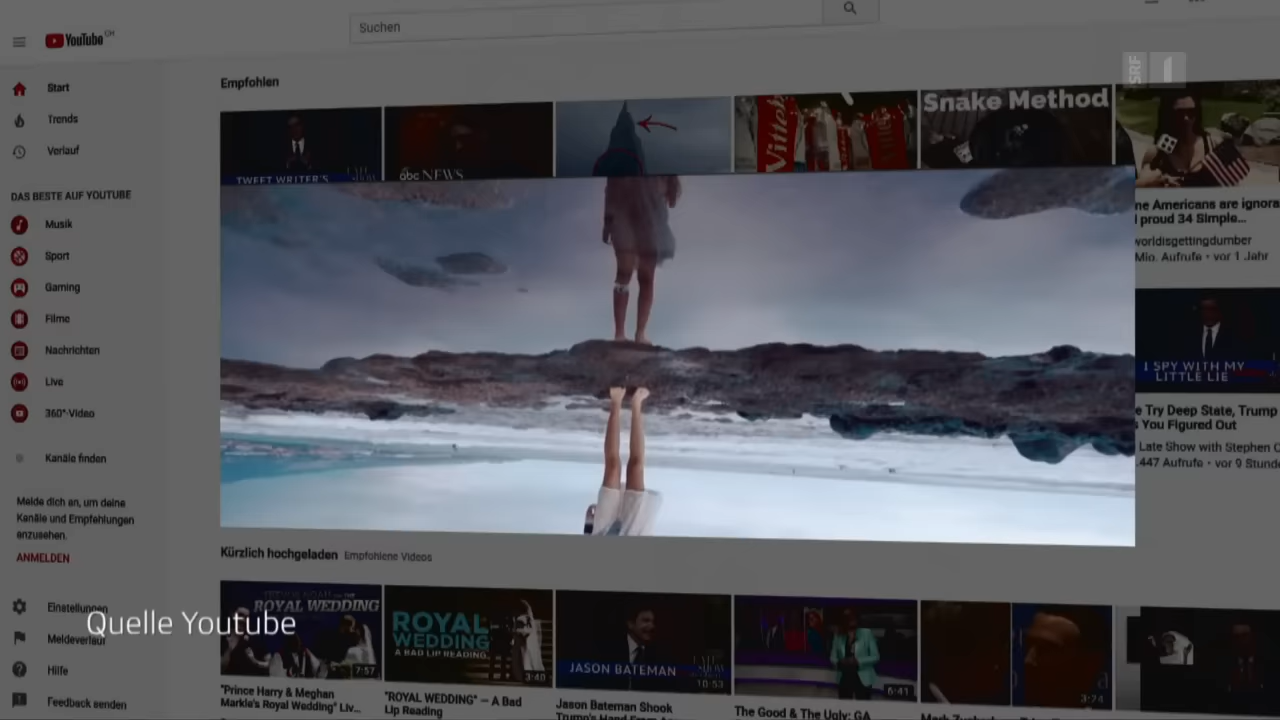 YouTube CH
Suchen
SRF 1
Start
Trends
Verlauf
DAS BESTE AUF YOUTUBE
Musik
Sport
Gaming
Filme
Nachrichten
Live
360°-Video
Kanäle finden
Melde dich an, um deine
Kanäle und Empfehlungen
anzusehen.
ANMELDEN
Einstellungen
Meldeverlauf
Hilfe
Feedback senden
Quelle Youtube
Empfohlen
TWEET WRITER'S
abc NEWS
Snake Method
ne Americans are ignora
proud 34 Simple...
worldisgettingdumber
Mio. Aufrufe • vor 1 Jahr
I SPY WITH MY
LITTLE LIE
e Try Deep State, Trump
You Figured Out
Late Show with Stephen C
.447 Aufrufe • vor 9 Stunde
Kürzlich hochgeladen Empfohlene Videos
ROYAL WEDDING
7:57
ROYAL
WEDDING
A BAD LIP READING
3:40
JASON BATEMAN
10:53
6:41
"Prince Harry & Meghan
Markle's Royal Wedding" Liv...
"ROYAL WEDDING" — A Bad
Lip Reading
Jason Bateman Shook
Trump's Hand
The Good & The Ugly: GA